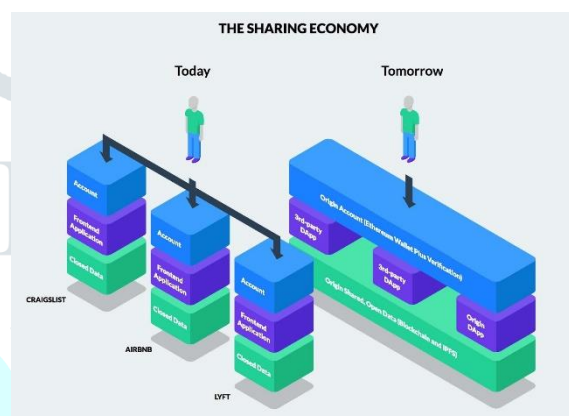 THE SHARING ECONOMY
Today
Tomorrow
Account
Frontend
Application
Closed Data
CRAIGSLIST
Account
Frontend
Application
Closed Data
AIRBNB
Account
Frontend
Application
Closed Data
LYFT
Origin Account (Ethereum Wallet Plus Verification)
3rd-party
DApp
3rd-party
DApp
Origin
DApp
Origin Shared, Open Data (Blockchain and IPFS)